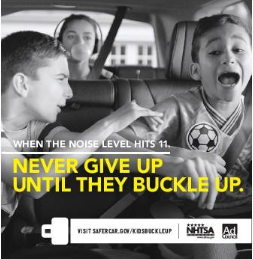 WHEN THE NOISE LEVEL HITS 11.
NEVER GIVE UP
UNTIL THEY BUCKLE UP.
VISIT SAFERCAR.GOV/KIDSBUCKLEUP
NHTSA
Ad
Council